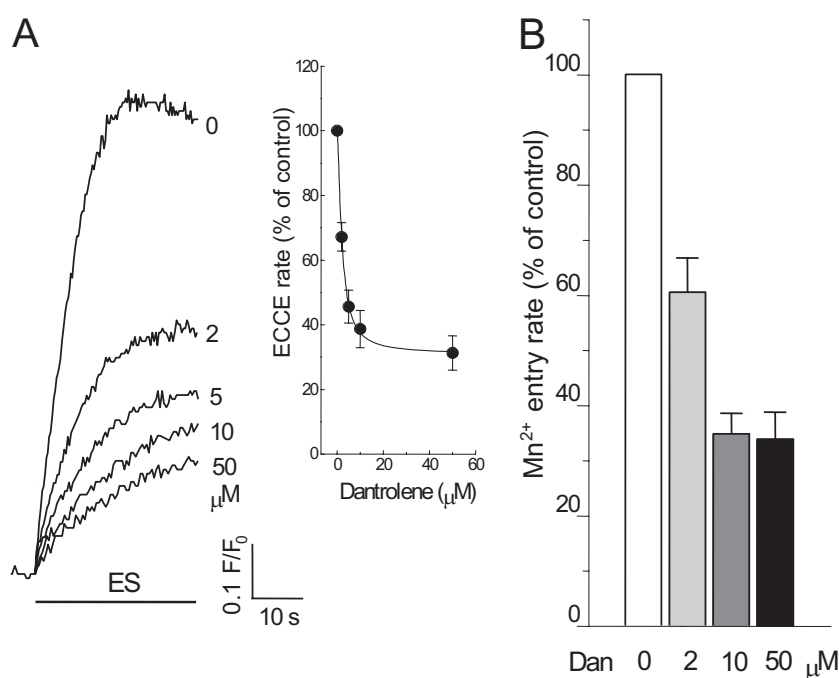 A
0
2
5
10
50
μM
ES
0.1 F/F0
10 s
120
100
80
60
40
20
0
ECCE rate (% of control)
0 20 40 60
Dantrolene (μM)
B
100
80
60
40
20
0
Mn2+ entry rate (% of control)
Dan 0 2 10 50 μM